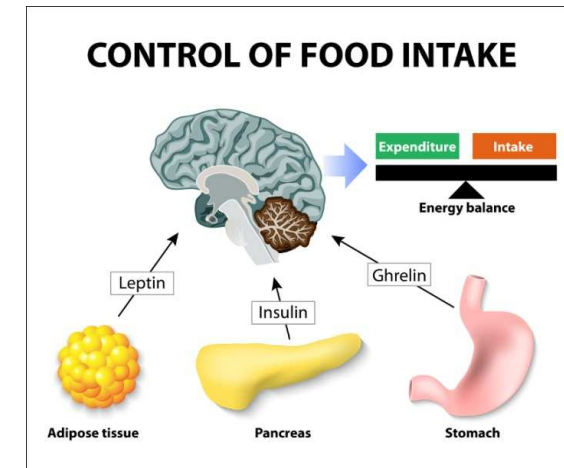 CONTROL OF FOOD INTAKE
Expenditure Intake
Energy balance
Leptin
Insulin
Ghrelin
Adipose tissue
Pancreas
Stomach